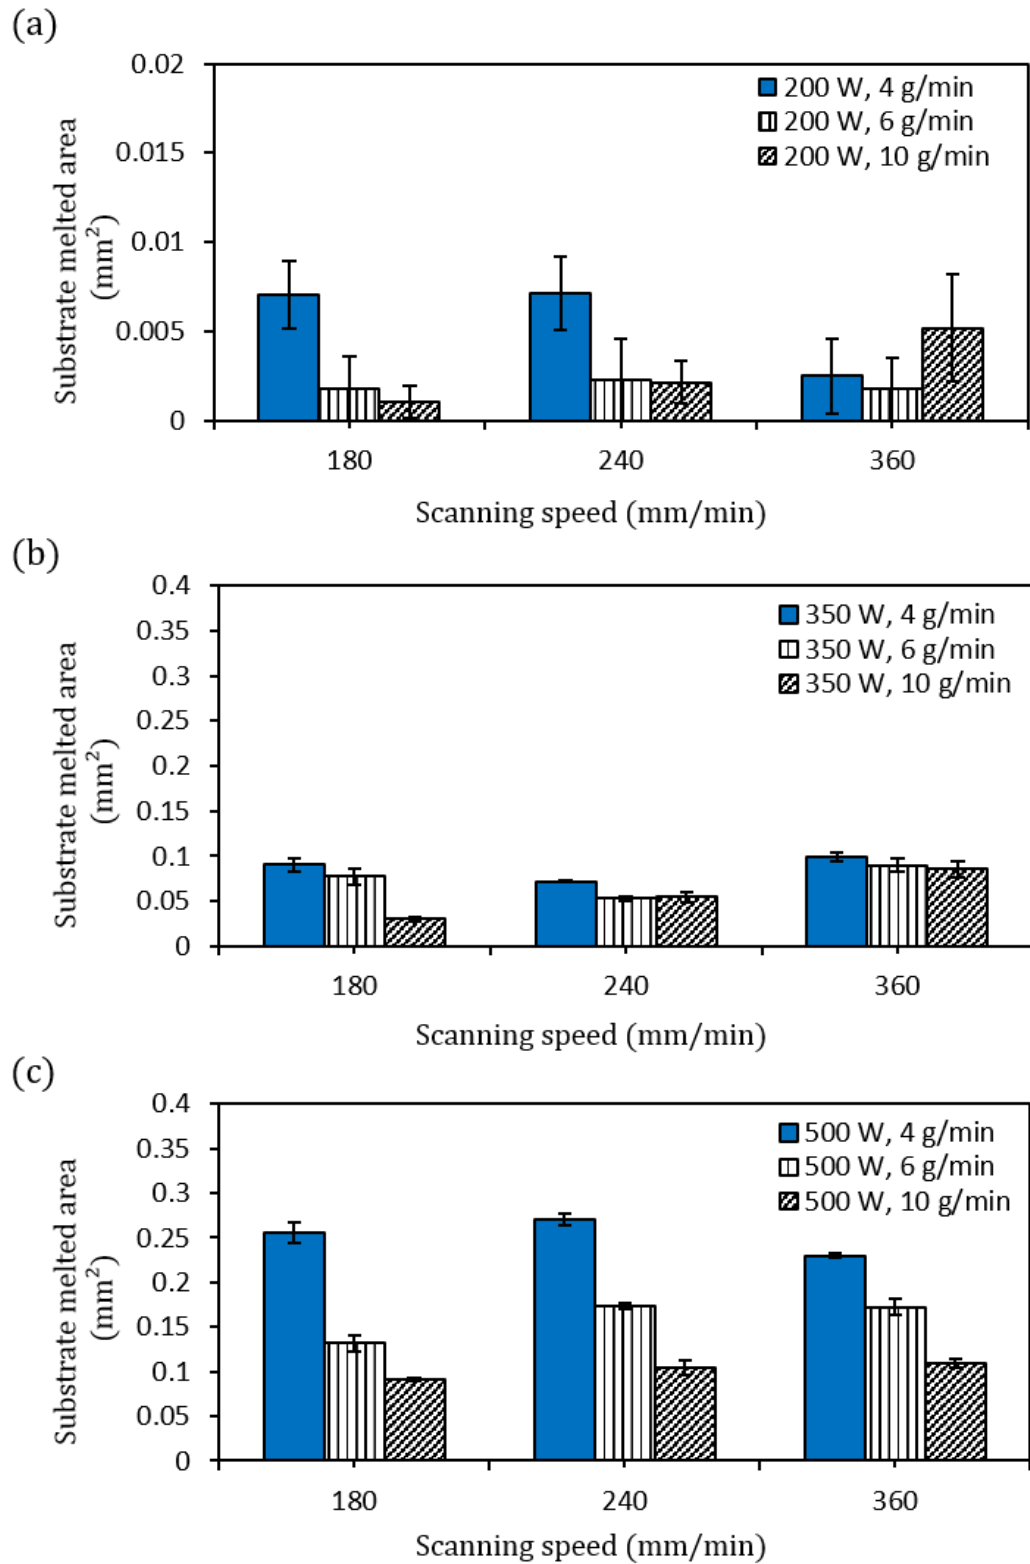 (a)
0.02
0.015
0.01
0.005
0
Substrate melted area
(mm²)
200 W, 4 g/min
200 W, 6 g/min
200 W, 10 g/min
180
240
360
Scanning speed (mm/min)
(b)
0.4
0.35
0.3
0.25
0.2
0.15
0.1
0.05
0
Substrate melted area
(mm²)
350 W, 4 g/min
350 W, 6 g/min
350 W, 10 g/min
180
240
360
Scanning speed (mm/min)
(c)
0.4
0.35
0.3
0.25
0.2
0.15
0.1
0.05
0
Substrate melted area
(mm²)
500 W, 4 g/min
500 W, 6 g/min
500 W, 10 g/min
180
240
360
Scanning speed (mm/min)